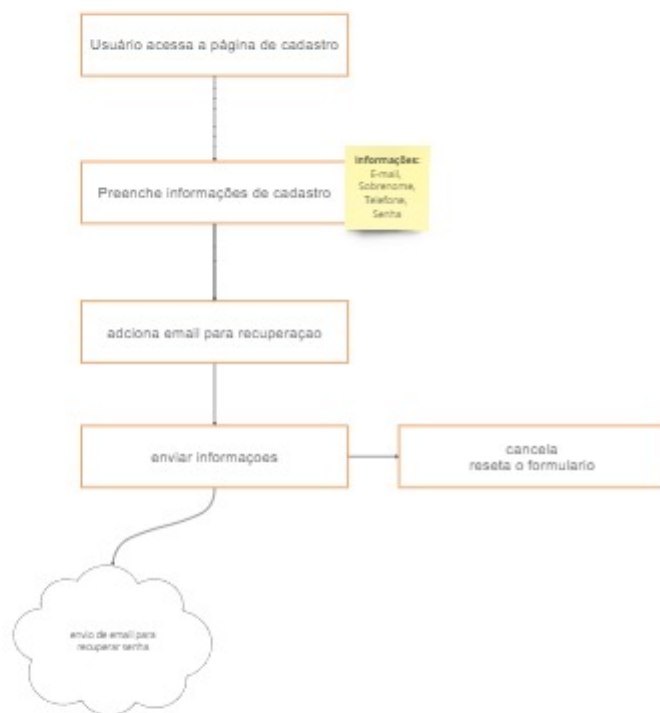 Usuário acessa a página de cadastro
Preenche informações de cadastro
Informações:
E-mail,
Sobrenome,
Telefone,
Senha
adciona email para recuperaçao
enviar informaçoes
cancela
reseta o formulario
envio de email para
recuperar senha